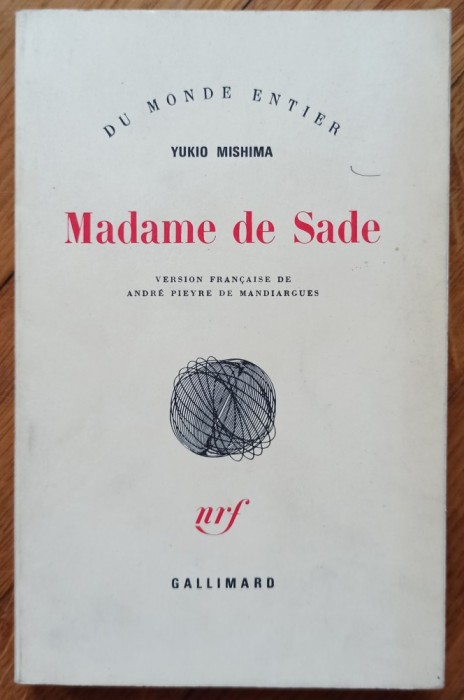 DU MONDE ENTIER
YUKIO MISHIMA
Madame de Sade
VERSION FRANÇAISE DE
ANDRÉ PIEYRE DE MANDIARGUES
nrf
GALLIMARD